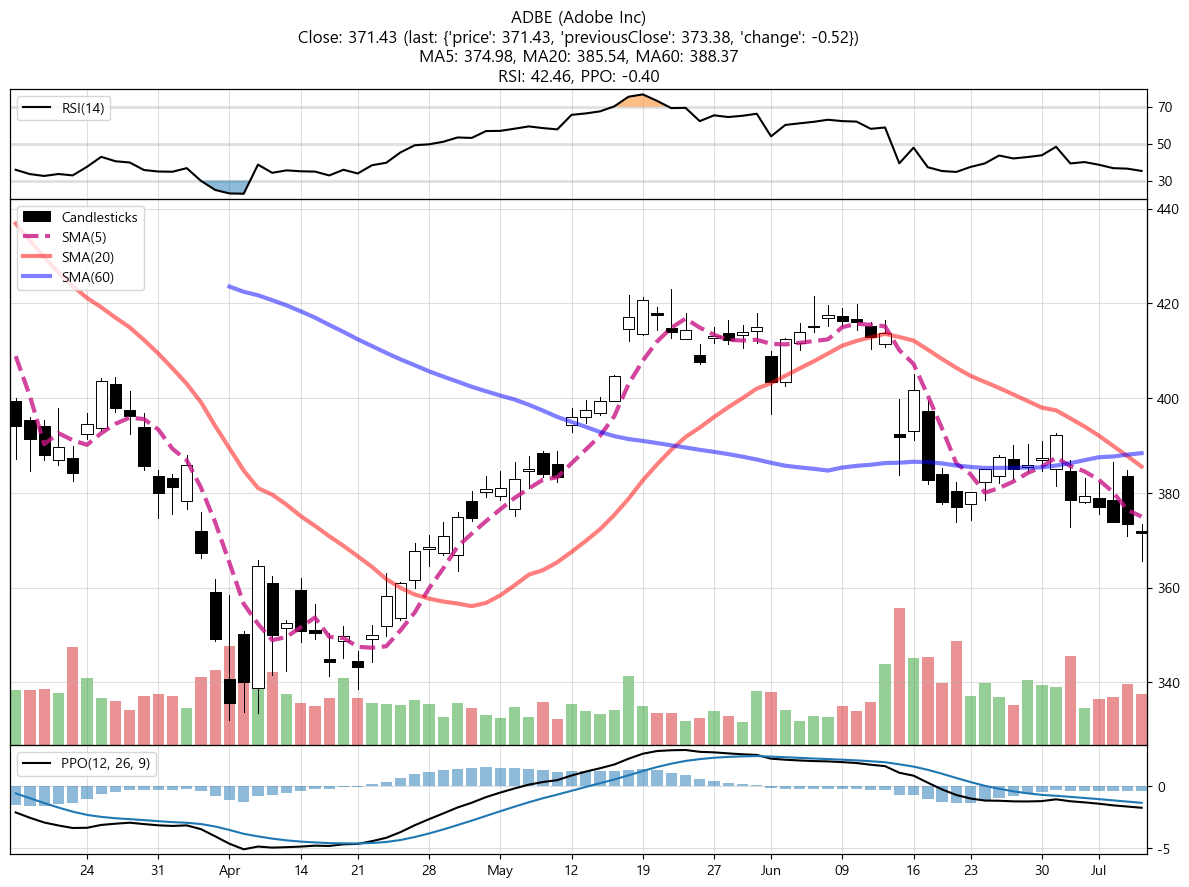 ADBE (Adobe Inc)
Close: 371.43 (last: {'price': 371.43, 'previousClose': 373.38, 'change': -0.52})
MA5: 374.98, MA20: 385.54, MA60: 388.37
RSI: 42.46, PPO: -0.40
RSI(14)
70
50
30
Candlesticks
SMA(5)
SMA(20)
SMA(60)
440
420
400
380
360
340
PPO(12, 26, 9)
0
-5
24 31 Apr 14 21 28 May 12 19 27 Jun 09 16 23 30 Jul